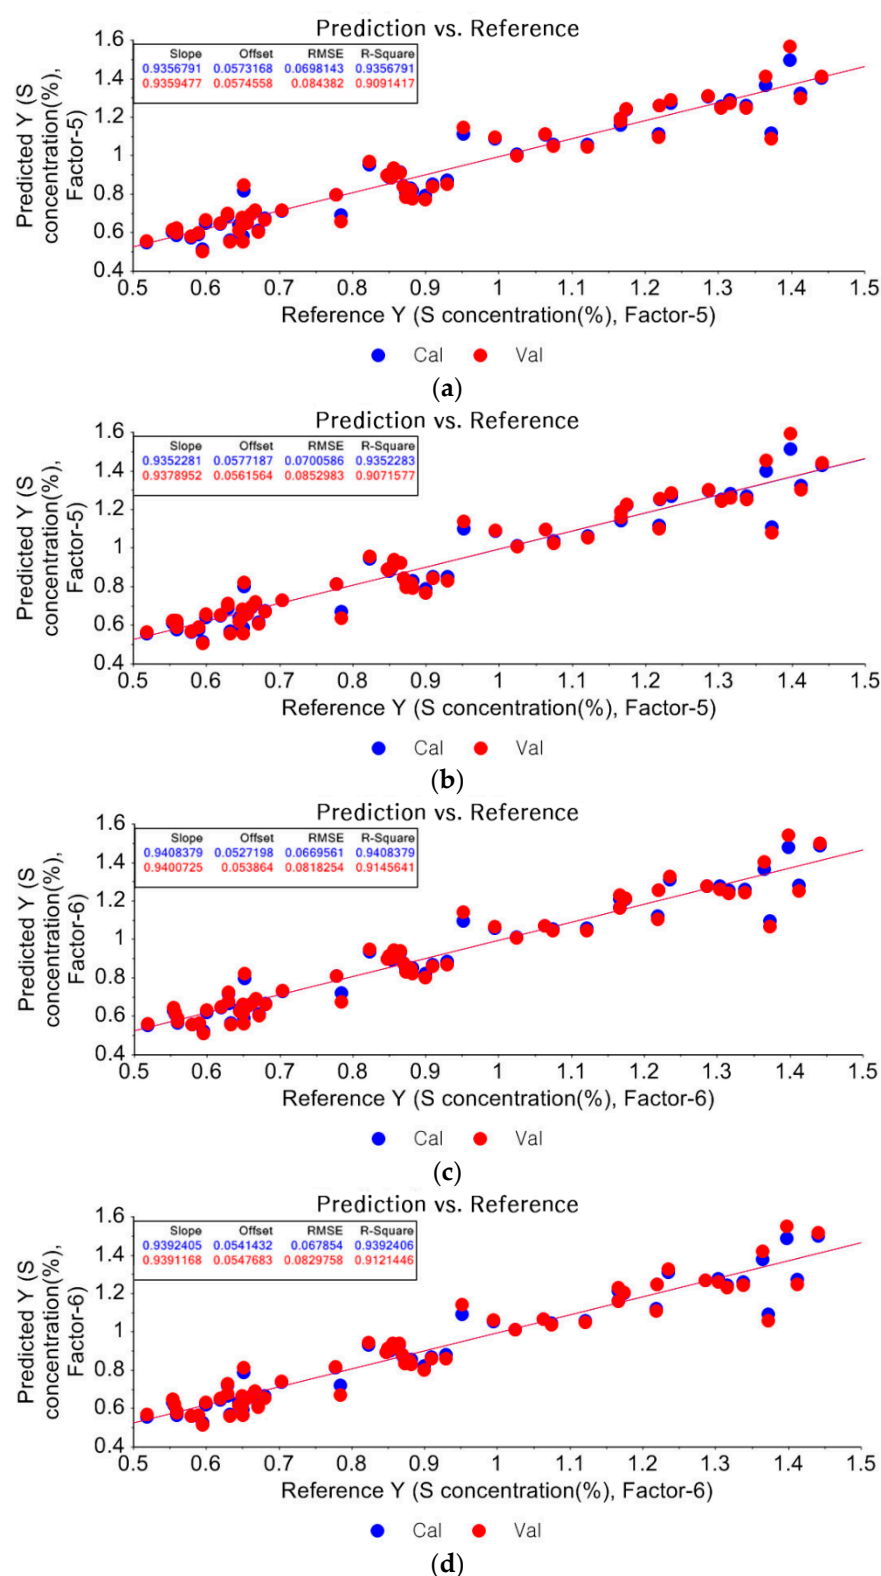 Prediction vs. Reference
Slope Offset RMSE R-Square
0.9356791 0.0573168 0.0698143 0.9356791
0.9359477 0.0574558 0.084382 0.9091417
Predicted Y (S
concentration(%),
Factor-5)
1.6
1.4
1.2
1
0.8
0.6
0.4
0.5 0.6 0.7 0.8 0.9 1 1.1 1.2 1.3 1.4 1.5
Reference Y (S concentration(%), Factor-5)
Cal Val
(a)
Prediction vs. Reference
Slope Offset RMSE R-Square
0.9352281 0.0577187 0.0700586 0.9352283
0.9378952 0.0561564 0.0852983 0.9071577
Predicted Y (S
concentration(%),
Factor-5)
1.6
1.4
1.2
1
0.8
0.6
0.4
0.5 0.6 0.7 0.8 0.9 1 1.1 1.2 1.3 1.4 1.5
Reference Y (S concentration(%), Factor-5)
Cal Val
(b)
Prediction vs. Reference
Slope Offset RMSE R-Square
0.9408379 0.0527198 0.0669561 0.9408379
0.9400725 0.053864 0.0818254 0.9145641
Predicted Y (S
concentration(%),
Factor-6)
1.6
1.4
1.2
1
0.8
0.6
0.4
0.5 0.6 0.7 0.8 0.9 1 1.1 1.2 1.3 1.4 1.5
Reference Y (S concentration(%), Factor-6)
Cal Val
(c)
Prediction vs. Reference
Slope Offset RMSE R-Square
0.9392405 0.0541432 0.067854 0.9392406
0.9391168 0.0547683 0.0829758 0.9121446
Predicted Y (S
concentration(%),
Factor-6)
1.6
1.4
1.2
1
0.8
0.6
0.4
0.5 0.6 0.7 0.8 0.9 1 1.1 1.2 1.3 1.4 1.5
Reference Y (S concentration(%), Factor-6)
Cal Val
(d)